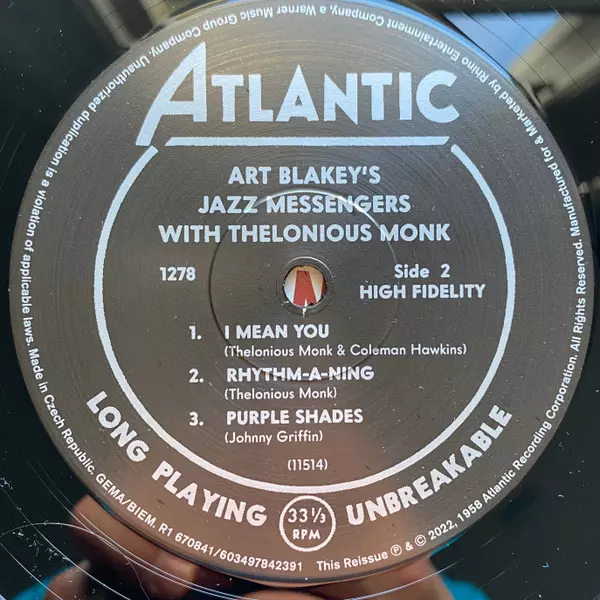 ATLANTIC
ART BLAKEY'S
JAZZ MESSENGERS
WITH THELONIOUS MONK
1278
Side 2
HIGH FIDELITY
1. I MEAN YOU
(Thelonious Monk & Coleman Hawkins)
2. RHYTHM-A-NING
(Thelonious Monk)
3. PURPLE SHADES
(Johnny Griffin)
(11514)
LONG PLAYING
33⅓
RPM
UNBREAKABLE
This Reissue ℗ & © 2022, 1958 Atlantic Recording Corporation. All Rights Reserved. Manufactured for & Marketed by Rhino Entertainment Company, a Warner Music Group Company. Unauthorized duplication is a violation of applicable laws. Made in Czech Republic. GEMA/BIEM. R1 670841/603497842391